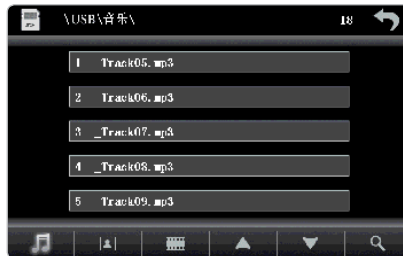 \USB\音乐\ 18
1 Track05.mp3
2 Track06.mp3
3 _Track07.mp3
4 _Track08.mp3
5 Track09.mp3